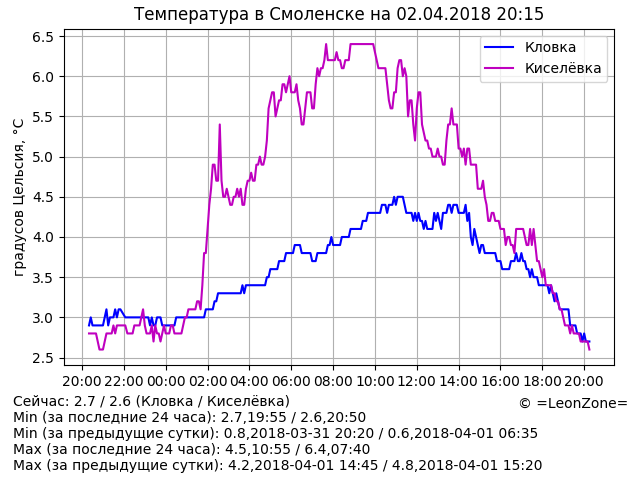 Температура в Смоленске на 02.04.2018 20:15
градусов Цельсия, °C
6.5
6.0
5.5
5.0
4.5
4.0
3.5
3.0
2.5
Кловка
Киселёвка
20:00 22:00 00:00 02:00 04:00 06:00 08:00 10:00 12:00 14:00 16:00 18:00 20:00
Сейчас: 2.7 / 2.6 (Кловка / Киселёвка)
© =LeonZone=
Min (за последние 24 часа): 2.7,19:55 / 2.6,20:50
Min (за предыдущие сутки): 0.8,2018-03-31 20:20 / 0.6,2018-04-01 06:35
Max (за последние 24 часа): 4.5,10:55 / 6.4,07:40
Max (за предыдущие сутки): 4.2,2018-04-01 14:45 / 4.8,2018-04-01 15:20